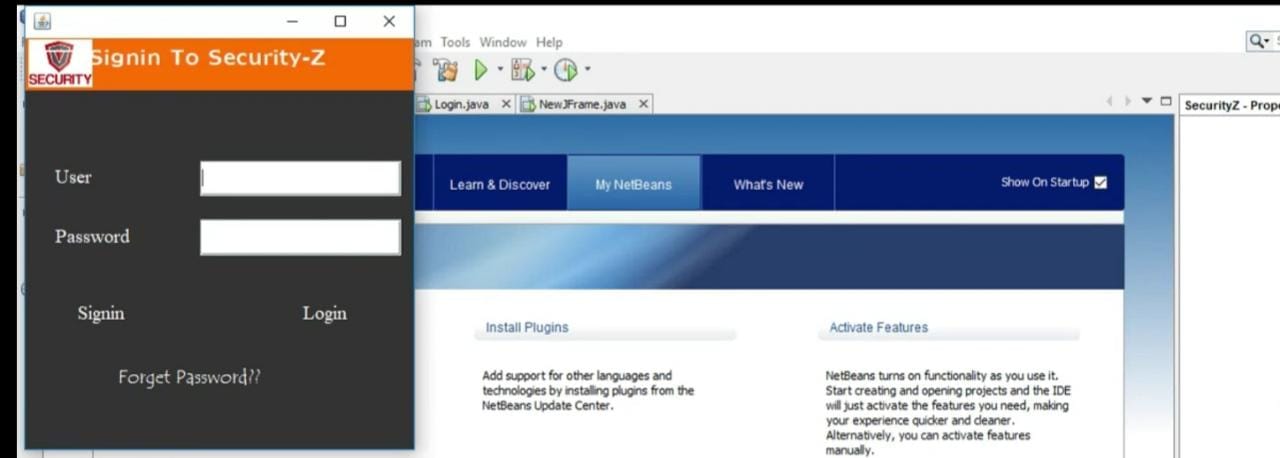 Signin To Security-Z
SECURITY
User
Password
Signin
Login
Forget Password??
am Tools Window Help
Login.java
NewJFrame.java
SecurityZ - Prope
Learn & Discover
My NetBeans
What's New
Show On Startup
Install Plugins
Add support for other languages and
technologies by installing plugins from the
NetBeans Update Center.
Activate Features
NetBeans turns on functionality as you use it.
Start creating and opening projects and the IDE
will just activate the features you need, making
your experience quicker and cleaner.
Alternatively, you can activate features
manually.